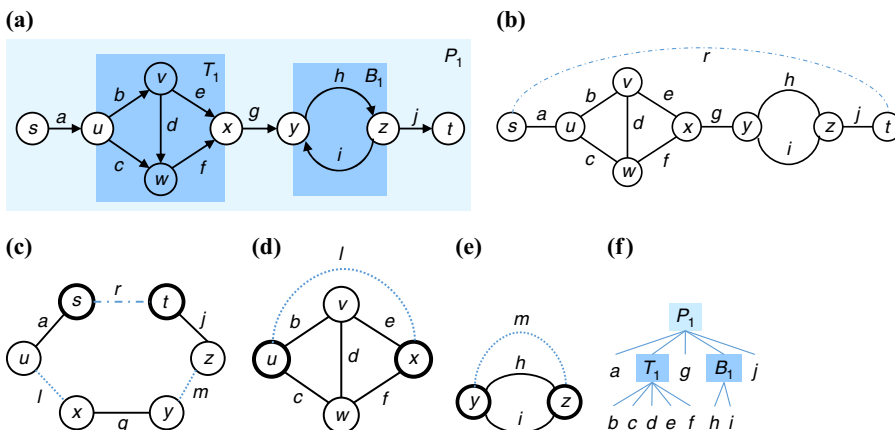 (a)
P1
T1
B1
s a u b c v d w e f x g y h i z j t
(b)
r
s a u b c v d w e f x g y h i z j t
(c)
s r t
a j
u z
l m
x g y
(d)
l
v
b e
u d x
c f
w
(e)
m
h
y z
i
(f)
P1
a T1 g B1 j
b c d e f h i